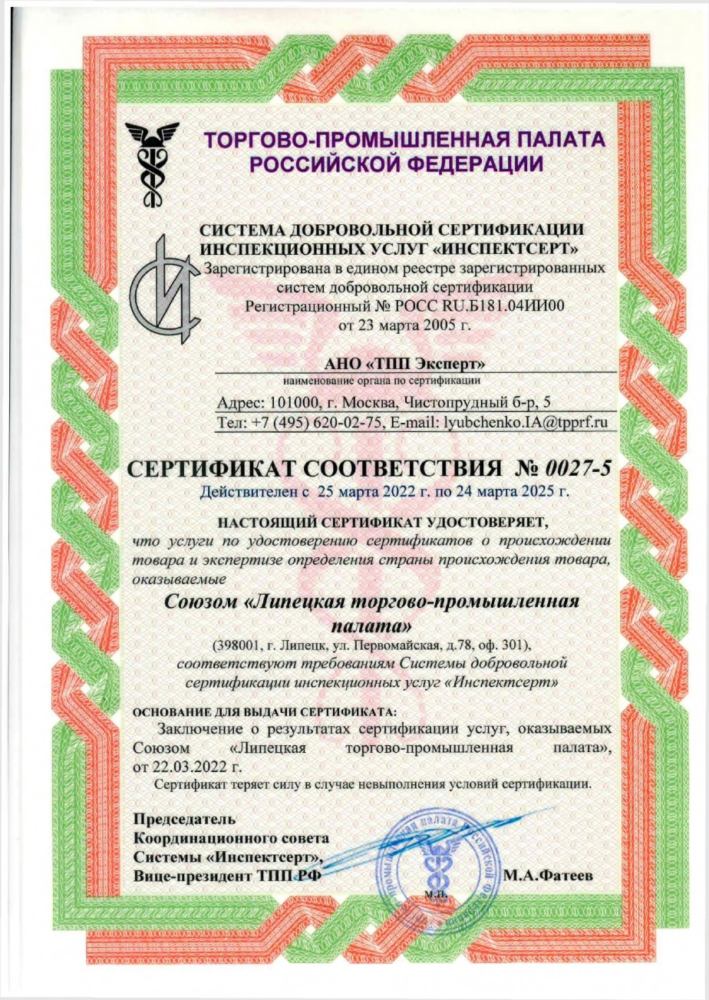 ТОРГОВО-ПРОМЫШЛЕННАЯ ПАЛАТА
РОССИЙСКОЙ ФЕДЕРАЦИИ
СИСТЕМА ДОБРОВОЛЬНОЙ СЕРТИФИКАЦИИ
ИНСПЕКЦИОННЫХ УСЛУГ «ИНСПЕКТСЕРТ»
Зарегистрирована в едином реестре зарегистрированных
систем добровольной сертификации
Регистрационный № РОСС RU.Б181.04ИИ00
от 23 марта 2005 г.
АНО «ТПП Эксперт»
наименование органа по сертификации
Адрес: 101000, г. Москва, Чистопрудный б-р, 5
Тел: +7 (495) 620-02-75, E-mail: lyubchenko.IA@tpprf.ru
СЕРТИФИКАТ СООТВЕТСТВИЯ № 0027-5
Действителен с 25 марта 2022 г. по 24 марта 2025 г.
НАСТОЯЩИЙ СЕРТИФИКАТ УДОСТОВЕРЯЕТ,
что услуги по удостоверению сертификатов о происхождении
товара и экспертизе определения страны происхождения товара,
оказываемые
Союзом «Липецкая торгово-промышленная
палата»
(398001, г. Липецк, ул. Первомайская, д.78, оф. 301),
соответствуют требованиям Системы добровольной
сертификации инспекционных услуг «Инспектсерт»
ОСНОВАНИЕ ДЛЯ ВЫДАЧИ СЕРТИФИКАТА:
Заключение о результатах сертификации услуг, оказываемых
Союзом «Липецкая торгово-промышленная палата»,
от 22.03.2022 г.
Сертификат теряет силу в случае невыполнения условий сертификации.
Председатель
Координационного совета
Системы «Инспектсерт»,
Вице-президент ТПП РФ
М.А.Фатеев
М.П.
палата Российской